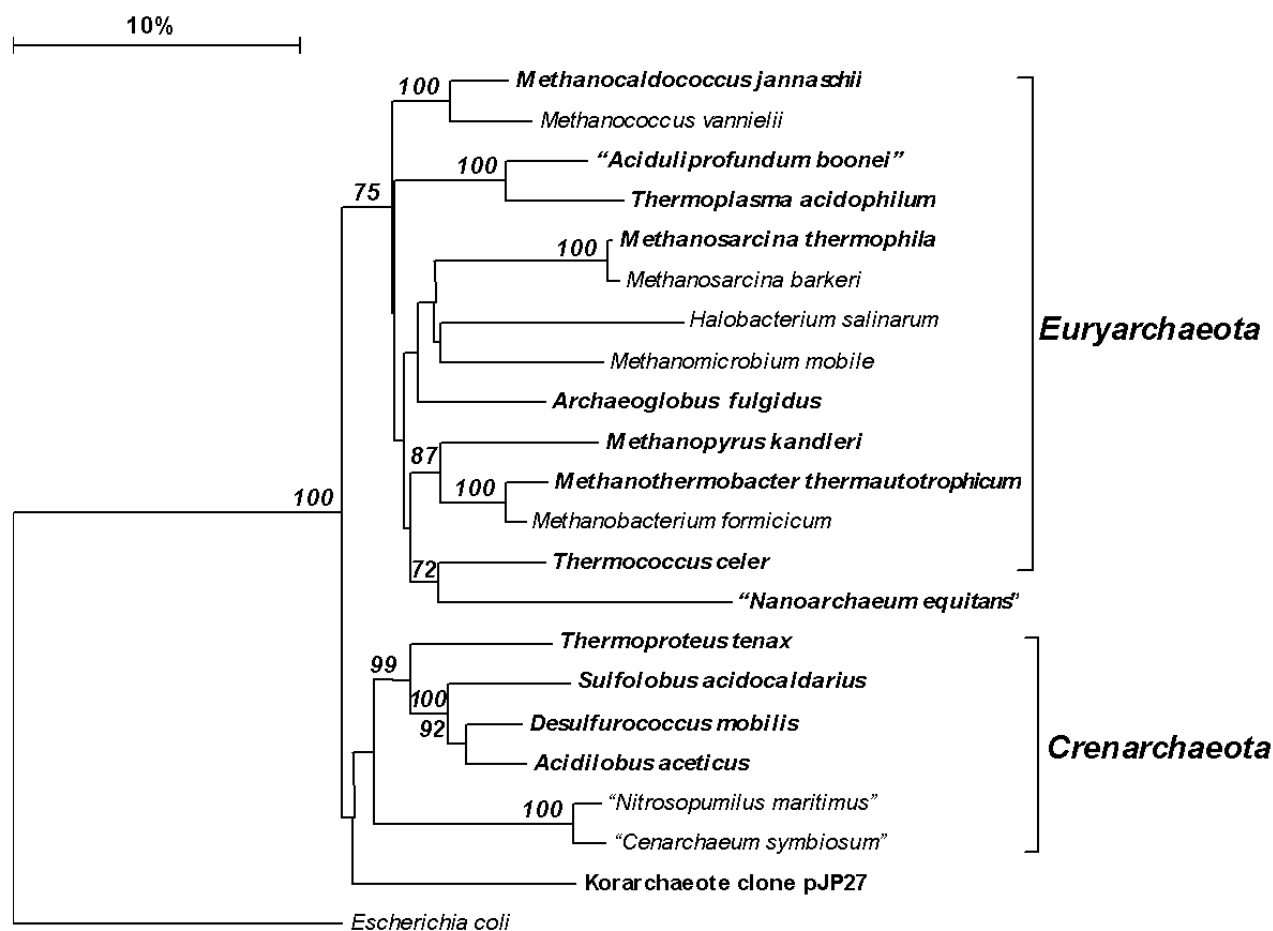 10%
100
Methanocaldococcus jannaschii
Methanococcus vannielii
100
“Aciduliprofundum boonei”
75
Thermoplasma acidophilum
100
Methanosarcina thermophila
Methanosarcina barkeri
Halobacterium salinarum
Euryarchaeota
Methanomicrobium mobile
Archaeoglobus fulgidus
87
Methanopyrus kandleri
100
100
Methanothermobacter thermautotrophicum
Methanobacterium formicicum
72
Thermococcus celer
“Nanoarchaeum equitans”
99
Thermoproteus tenax
100
Sulfolobus acidocaldarius
92
Desulfurococcus mobilis
Crenarchaeota
Acidilobus aceticus
100
“Nitrosopumilus maritimus”
“Cenarchaeum symbiosum”
Korarchaeote clone pJP27
Escherichia coli